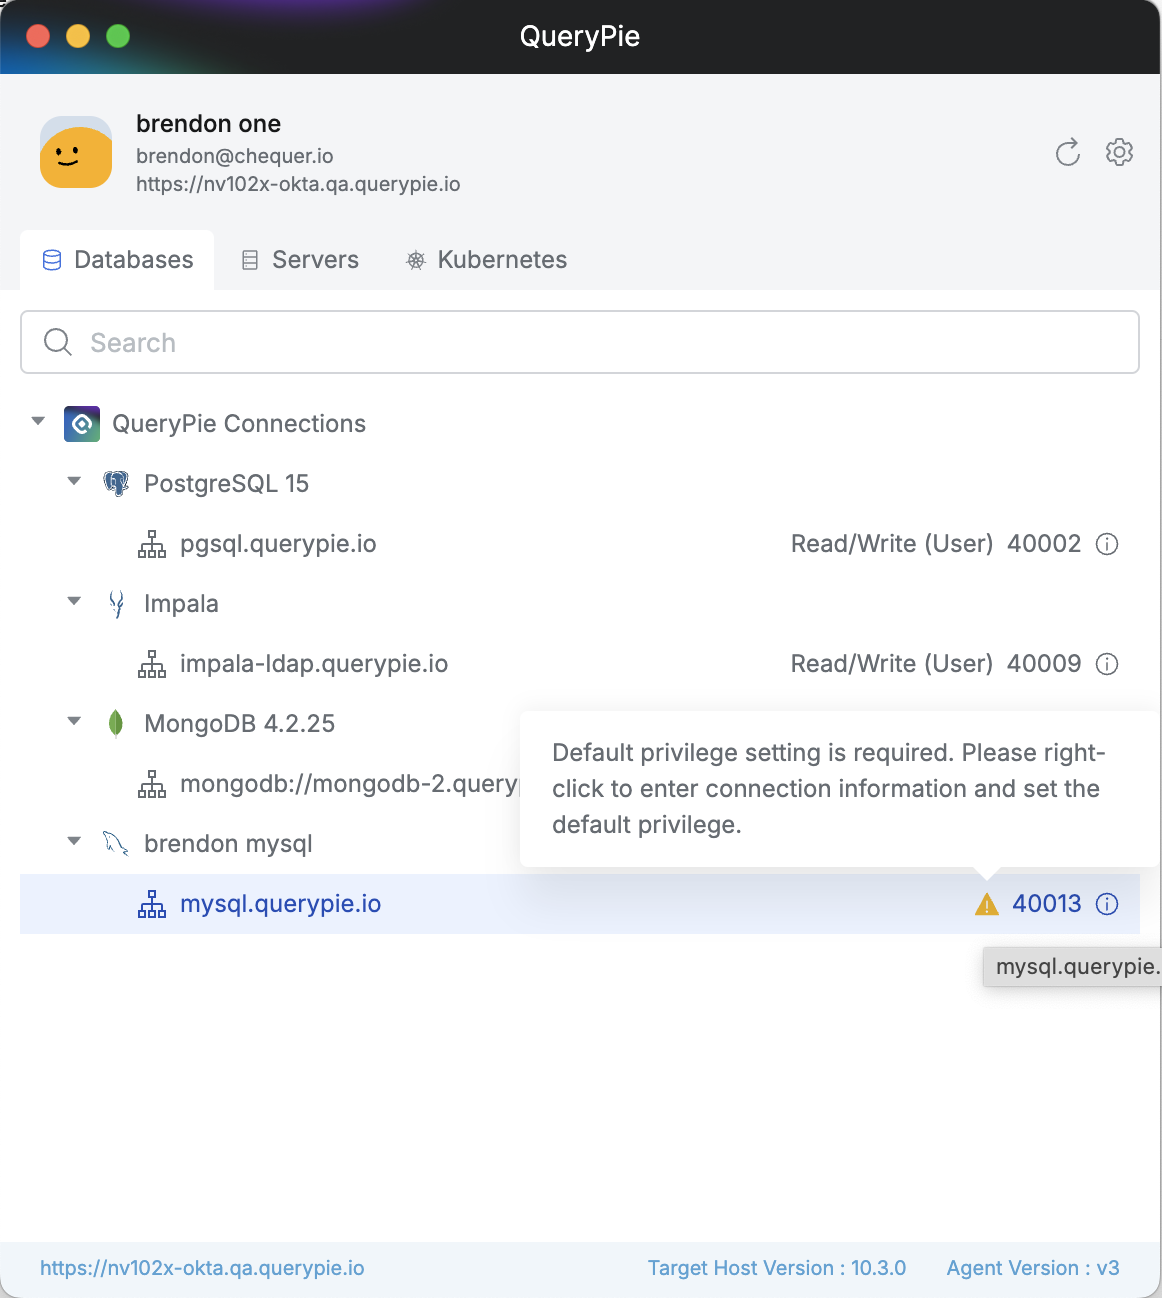 QueryPie
brendon one
brendon@chequer.io
https://nv102x-okta.qa.querypie.io
Databases
Servers
Kubernetes
Search
QueryPie Connections
PostgreSQL 15
pgsql.querypie.io Read/Write (User) 40002
Impala
impala-ldap.querypie.io Read/Write (User) 40009
MongoDB 4.2.25
mongodb://mongodb-2.query
Default privilege setting is required. Please right-
click to enter connection information and set the
default privilege.
brendon mysql
mysql.querypie.io 40013
mysql.querypie.
https://nv102x-okta.qa.querypie.io Target Host Version : 10.3.0 Agent Version : v3